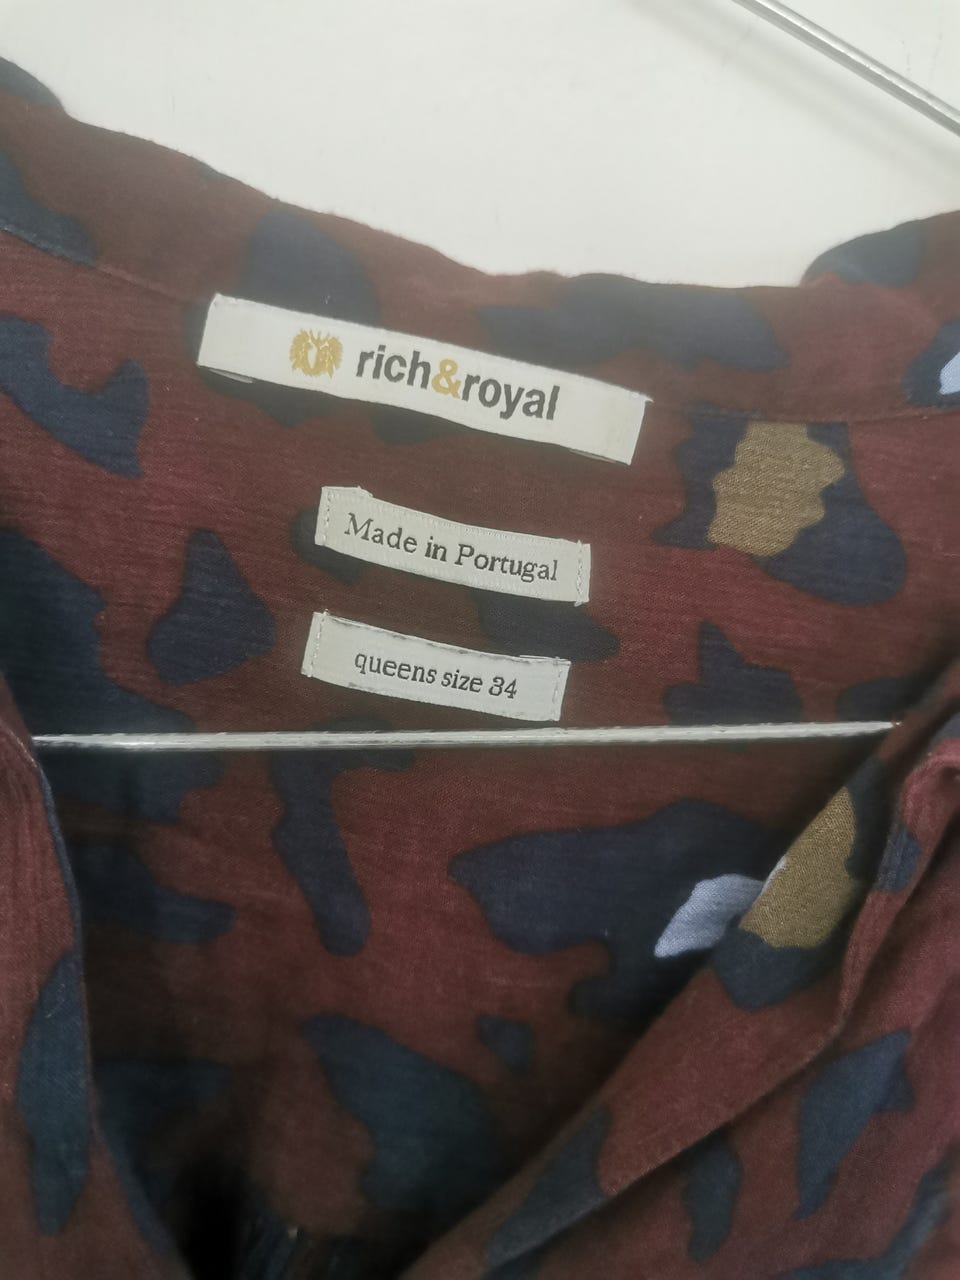 rich&royal
Made in Portugal
queens size 34